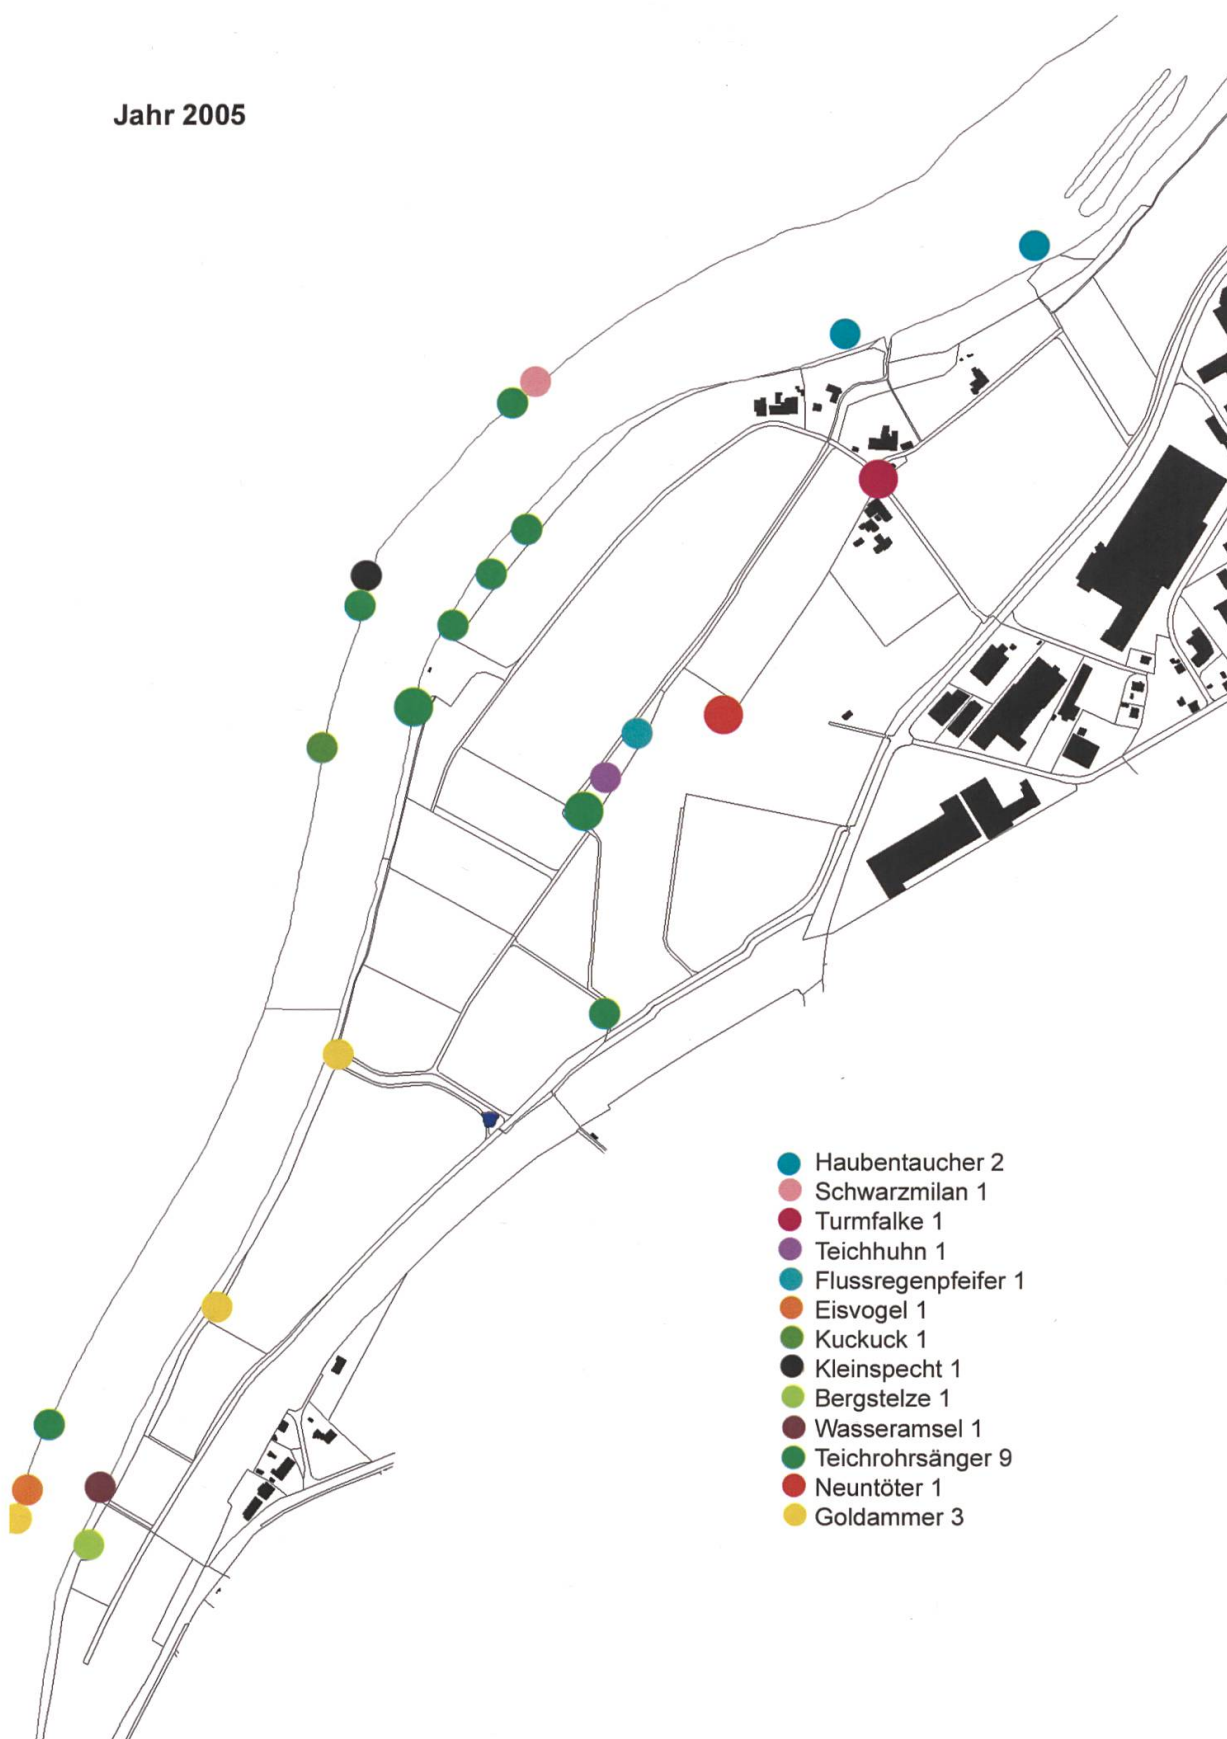 Jahr 2005
Haubentaucher 2
Schwarzmilan 1
Turmfalke 1
Teichhuhn 1
Flussregenpfeifer 1
Eisvogel 1
Kuckuck 1
Kleinspecht 1
Bergstelze 1
Wasseramsel 1
Teichrohrsänger 9
Neuntöter 1
Goldammer 3